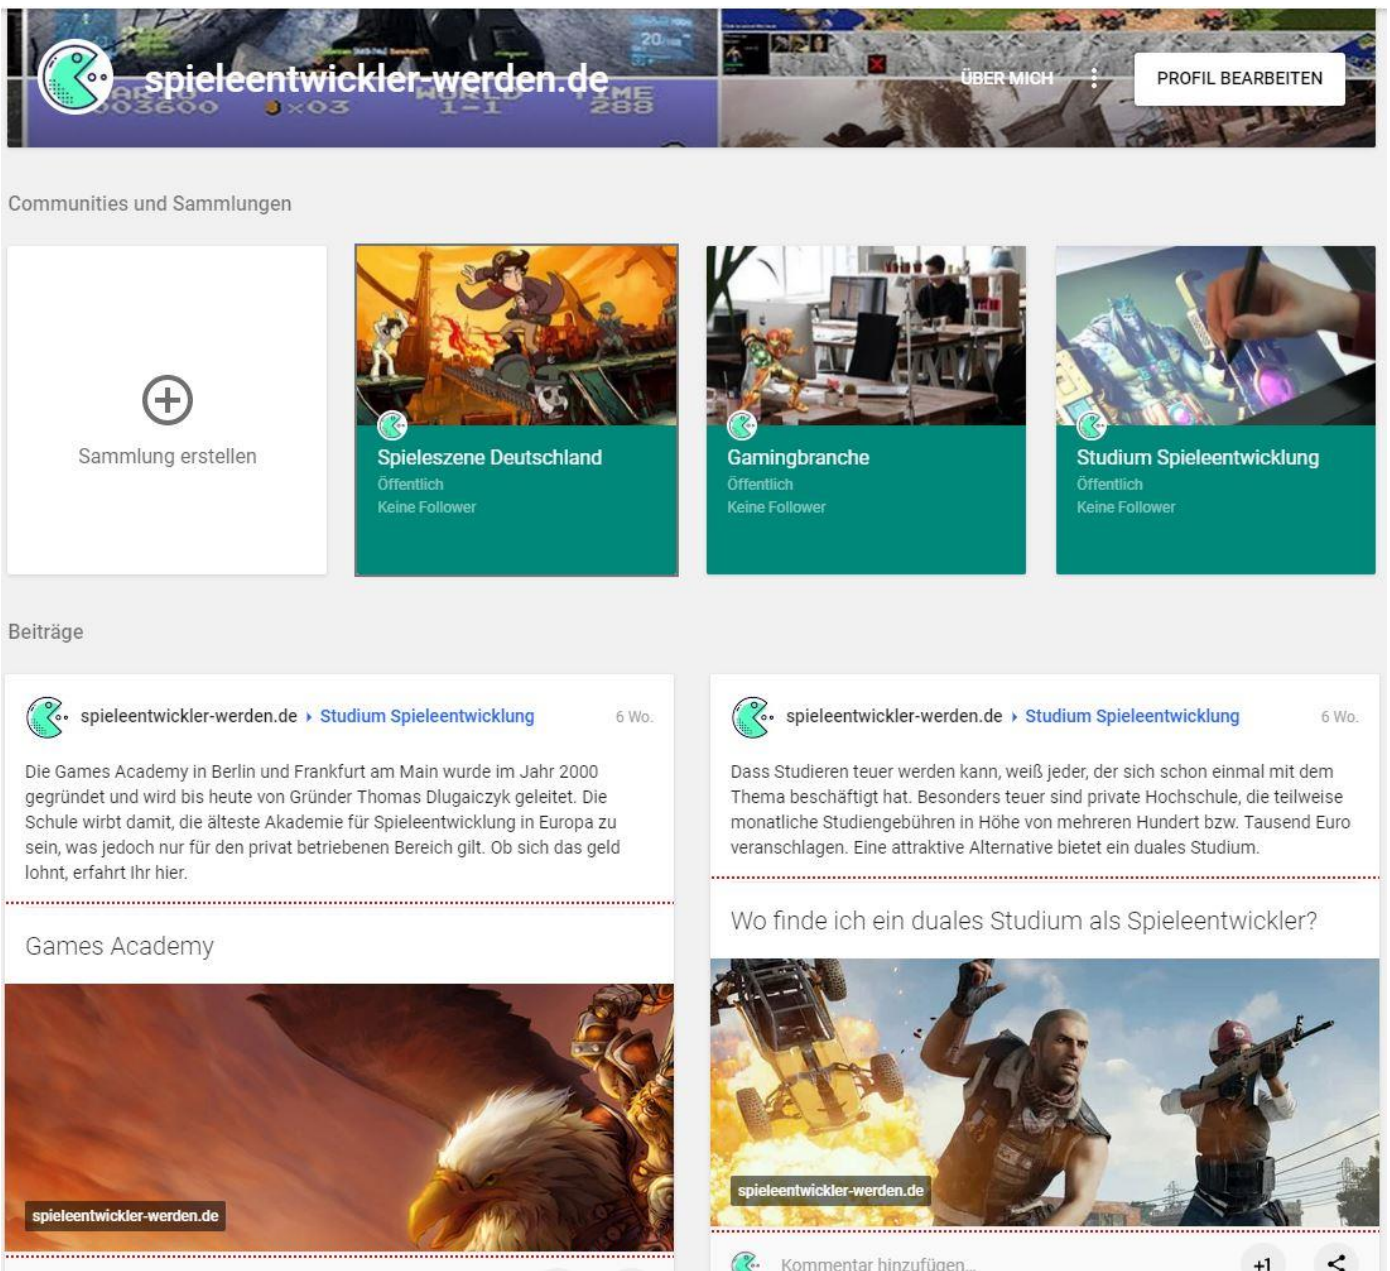 spieleentwickler-werden.de
ÜBER MICH
PROFIL BEARBEITEN
20
WORLD TIME
003600 ×03 1-1 288
Communities und Sammlungen
Sammlung erstellen
Spieleszene Deutschland
Öffentlich
Keine Follower
Gamingbranche
Öffentlich
Keine Follower
Studium Spieleentwicklung
Öffentlich
Keine Follower
Beiträge
spieleentwickler-werden.de Studium Spieleentwicklung 6 Wo.
Die Games Academy in Berlin und Frankfurt am Main wurde im Jahr 2000
gegründet und wird bis heute von Gründer Thomas Dlugaiczyk geleitet. Die
Schule wirbt damit, die älteste Akademie für Spieleentwicklung in Europa zu
sein, was jedoch nur für den privat betriebenen Bereich gilt. Ob sich das geld
lohnt, erfahrt Ihr hier.
Games Academy
spieleentwickler-werden.de
spieleentwickler-werden.de Studium Spieleentwicklung 6 Wo.
Dass Studieren teuer werden kann, weiß jeder, der sich schon einmal mit dem
Thema beschäftigt hat. Besonders teuer sind private Hochschule, die teilweise
monatliche Studiengebühren in Höhe von mehreren Hundert bzw. Tausend Euro
veranschlagen. Eine attraktive Alternative bietet ein duales Studium.
Wo finde ich ein duales Studium als Spieleentwickler?
spieleentwickler-werden.de
Kommentar hinzufügen...
+1